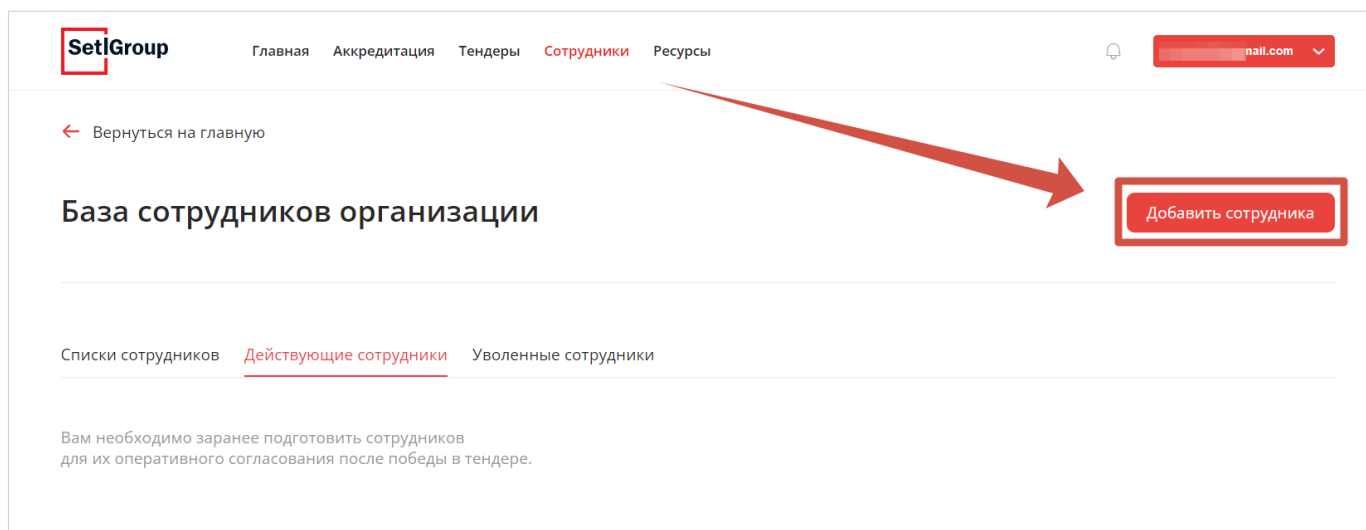 SetlGroup
Главная Аккредитация Тендеры Сотрудники Ресурсы
mail.com
Вернуться на главную
База сотрудников организации
Добавить сотрудника
Списки сотрудников Действующие сотрудники Уволенные сотрудники
Вам необходимо заранее подготовить сотрудников
для их оперативного согласования после победы в тендере.